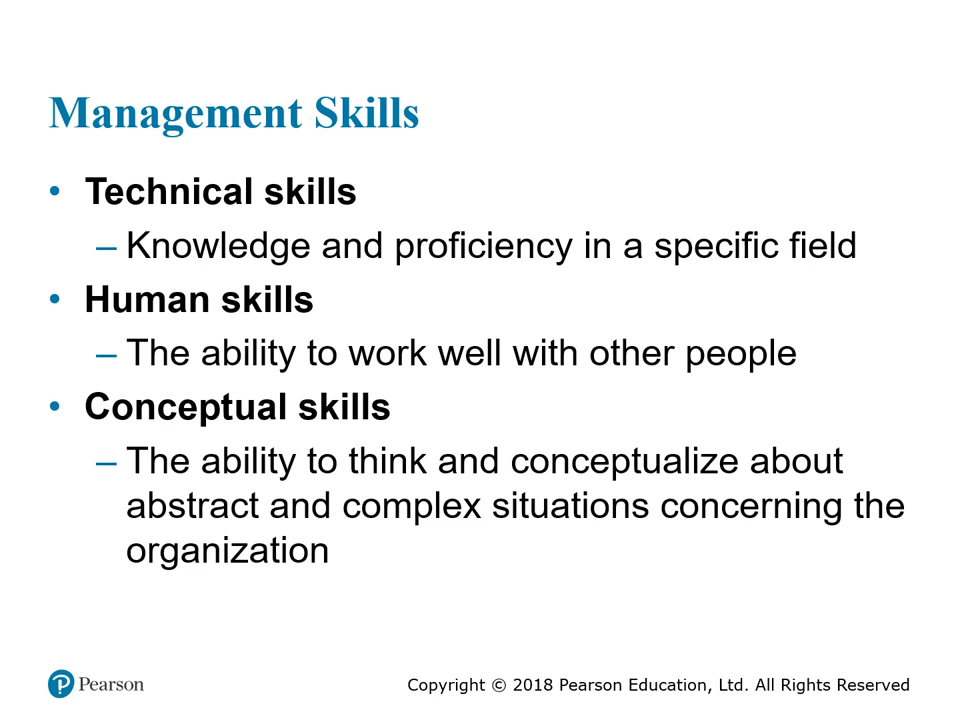 Management Skills
• Technical skills
– Knowledge and proficiency in a specific field
• Human skills
– The ability to work well with other people
• Conceptual skills
– The ability to think and conceptualize about
abstract and complex situations concerning the
organization
P Pearson
Copyright © 2018 Pearson Education, Ltd. All Rights Reserved